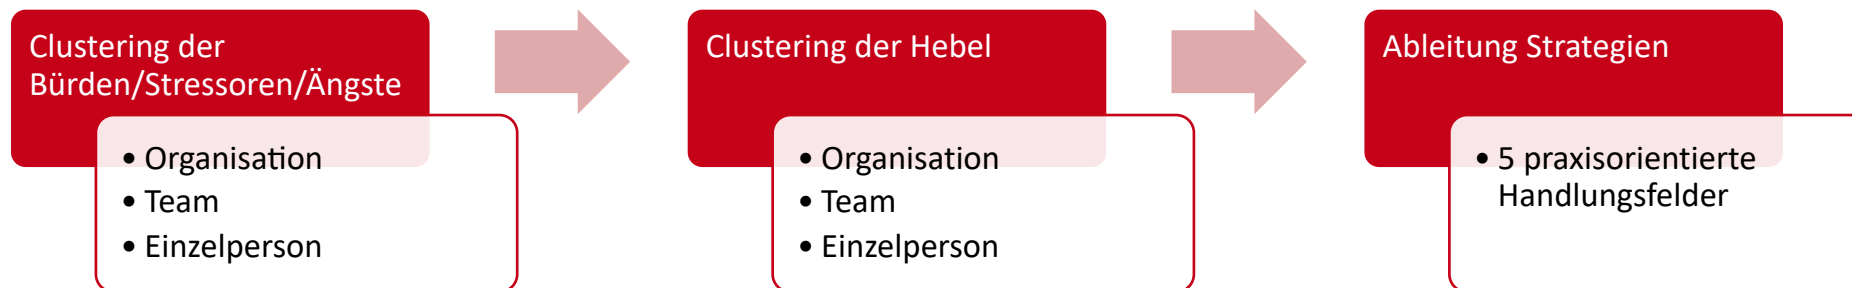 Clustering der
Bürden/Stressoren/Ängste
• Organisation
• Team
• Einzelperson
Clustering der Hebel
• Organisation
• Team
• Einzelperson
Ableitung Strategien
• 5 praxisorientierte
Handlungsfelder